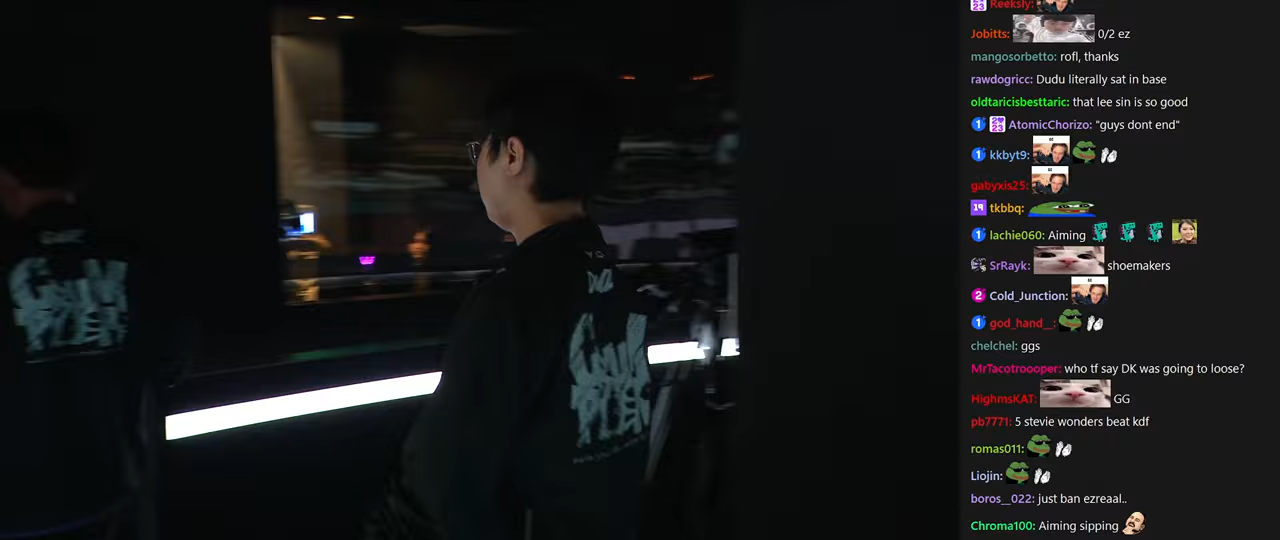 Reeksly:
Jobitts: 0/2 ez
mangosorbetto: rofl, thanks
rawdogricc: Dudu literally sat in base
oldtaricisbesttaric: that lee sin is so good
AtomicChorizo: "guys dont end"
kkbyt9:
gabyxis25:
19 tkbbq:
lachie060: Aiming
SrRayk: shoemakers
2 Cold_Junction:
god_hand__:
chelchel: ggs
MrTacotroooper: who tf say DK was going to loose?
HighmsKAT: GG
pb7771: 5 stevie wonders beat kdf
romas011:
Liojin:
boros__022: just ban ezreaal..
Chroma100: Aiming sipping